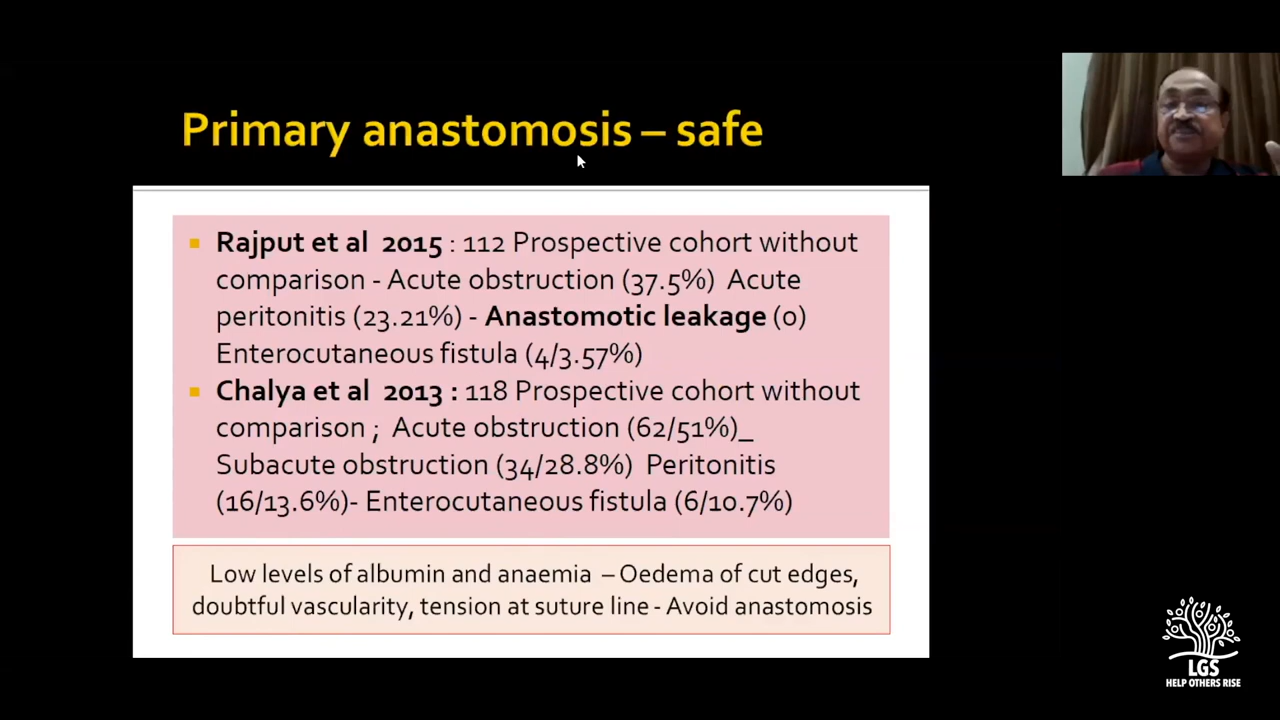 Primary anastomosis – safe
Rajput et al 2015 : 112 Prospective cohort without
comparison - Acute obstruction (37.5%) Acute
peritonitis (23.21%) - Anastomotic leakage (0)
Enterocutaneous fistula (4/3.57%)
Chalya et al 2013 : 118 Prospective cohort without
comparison ; Acute obstruction (62/51%)_
Subacute obstruction (34/28.8%) Peritonitis
(16/13.6%)- Enterocutaneous fistula (6/10.7%)
Low levels of albumin and anaemia – Oedema of cut edges,
doubtful vascularity, tension at suture line - Avoid anastomosis
LGS
HELP OTHERS RISE